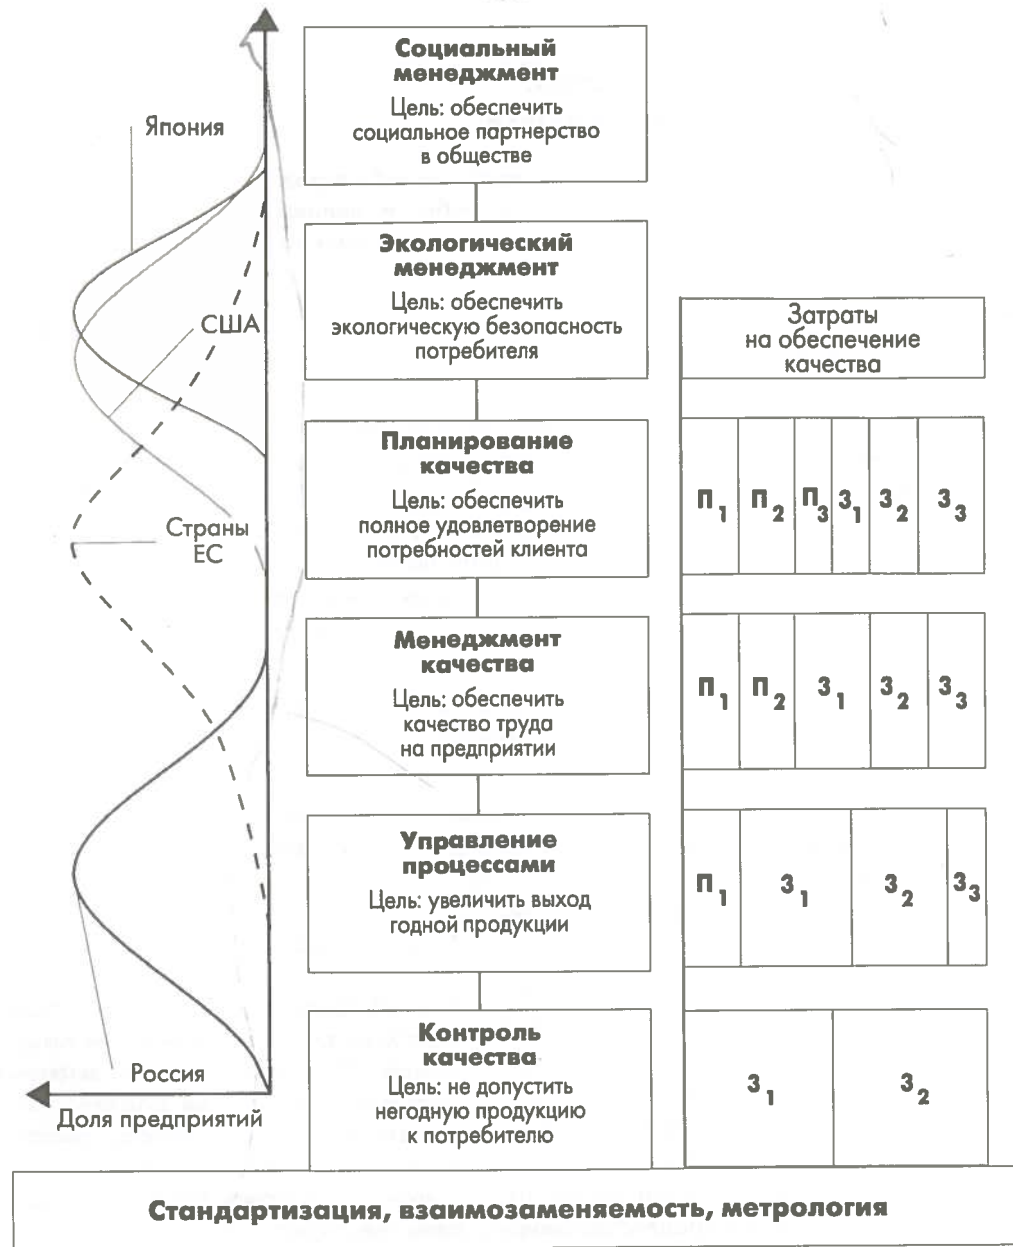 Социальный
менеджмент
Цель: обеспечить
социальное партнерство
в обществе
Япония
Экологический
менеджмент
Цель: обеспечить
экологическую безопасность
потребителя
США
Затраты
на обеспечение
качества
Планирование
качества
Цель: обеспечить
полное удовлетворение
потребностей клиента
П1 П2 П3 З1 З2 З3
Страны
ЕС
Менеджмент
качества
Цель: обеспечить
качество труда
на предприятии
П1 П2 З1 З2 З3
Управление
процессами
Цель: увеличить выход
годной продукции
П1 З1 З2 З3
Контроль
качества
Цель: не допустить
негодную продукцию
к потребителю
З1 З2
Россия
Доля предприятий
Стандартизация, взаимозаменяемость, метрология